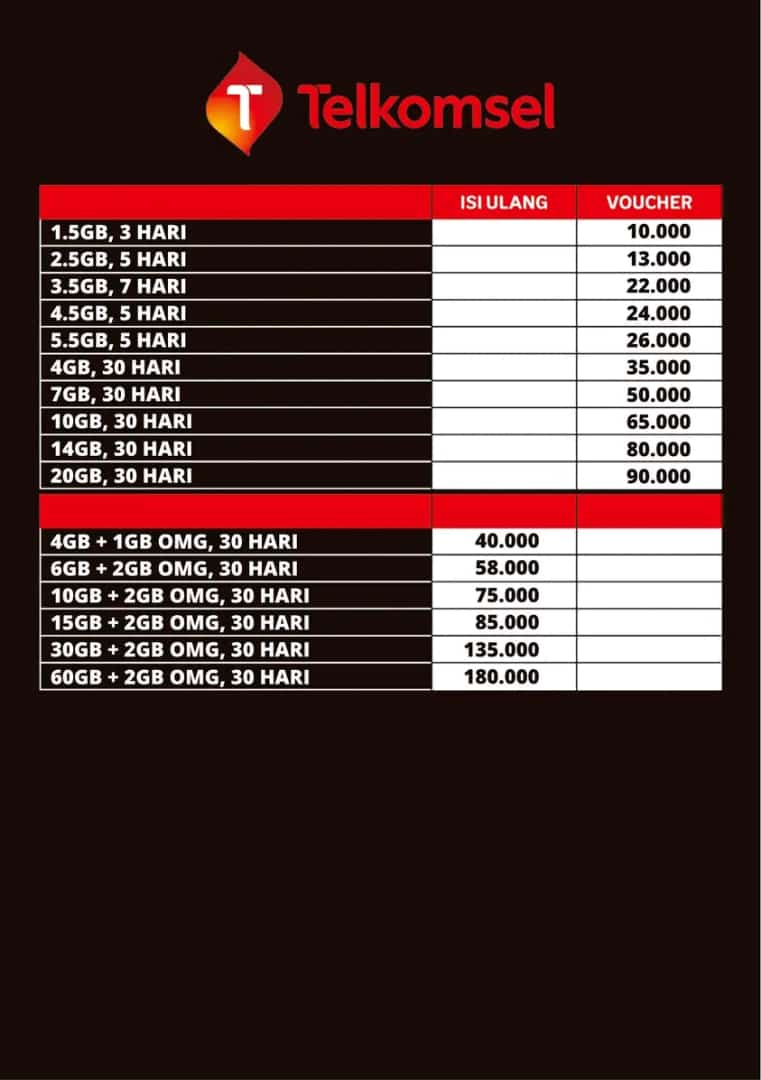 Telkomsel
ISI ULANG VOUCHER
1.5GB, 3 HARI 10.000
2.5GB, 5 HARI 13.000
3.5GB, 7 HARI 22.000
4.5GB, 5 HARI 24.000
5.5GB, 5 HARI 26.000
4GB, 30 HARI 35.000
7GB, 30 HARI 50.000
10GB, 30 HARI 65.000
14GB, 30 HARI 80.000
20GB, 30 HARI 90.000
4GB + 1GB OMG, 30 HARI 40.000
6GB + 2GB OMG, 30 HARI 58.000
10GB + 2GB OMG, 30 HARI 75.000
15GB + 2GB OMG, 30 HARI 85.000
30GB + 2GB OMG, 30 HARI 135.000
60GB + 2GB OMG, 30 HARI 180.000